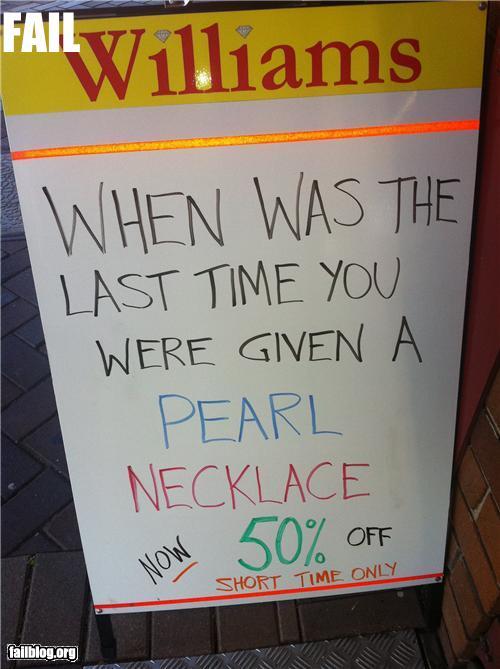 FAIL
Williams
WHEN WAS THE
LAST TIME YOU
WERE GIVEN A
PEARL
NECKLACE
NOW 50% OFF
SHORT TIME ONLY
failblog.org